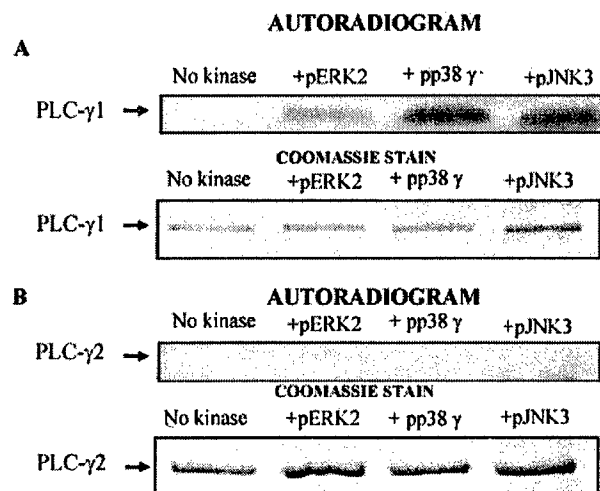 AUTORADIOGRAM
A
No kinase +pERK2 + pp38 γ +pJNK3
PLC-γ1 →
COOMASSIE STAIN
No kinase +pERK2 + pp38 γ +pJNK3
PLC-γ1 →
B AUTORADIOGRAM
No kinase +pERK2 + pp38 γ +pJNK3
PLC-γ2 →
COOMASSIE STAIN
No kinase +pERK2 + pp38 γ +pJNK3
PLC-γ2 →